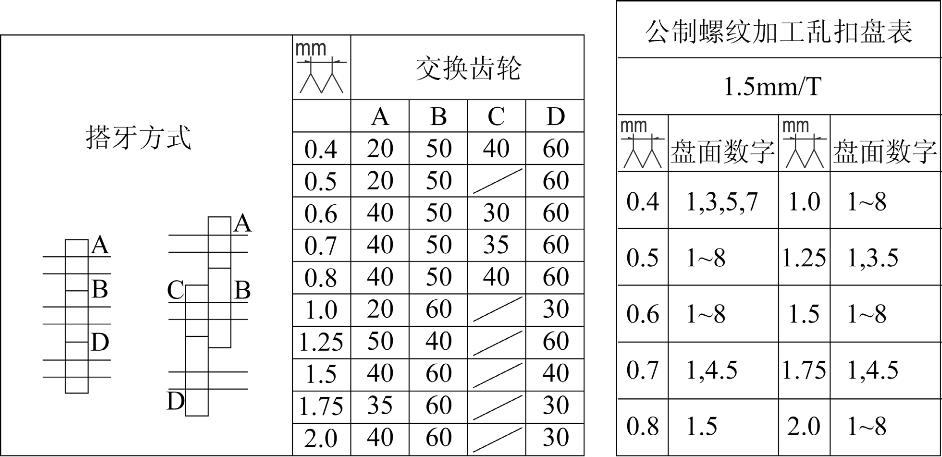 搭牙方式
A
B
D
A
C B
D
mm 交换齿轮
A B C D
0.4 20 50 40 60
0.5 20 50 ／ 60
0.6 40 50 30 60
0.7 40 50 35 60
0.8 40 50 40 60
1.0 20 60 ／ 30
1.25 50 40 ／ 60
1.5 40 60 ／ 40
1.75 35 60 ／ 30
2.0 40 60 ／ 30
公制螺纹加工乱扣盘表
1.5mm/T
mm 盘面数字 mm 盘面数字
0.4 1,3,5,7 1.0 1~8
0.5 1~8 1.25 1,3.5
0.6 1~8 1.5 1~8
0.7 1,4.5 1.75 1,4.5
0.8 1.5 2.0 1~8